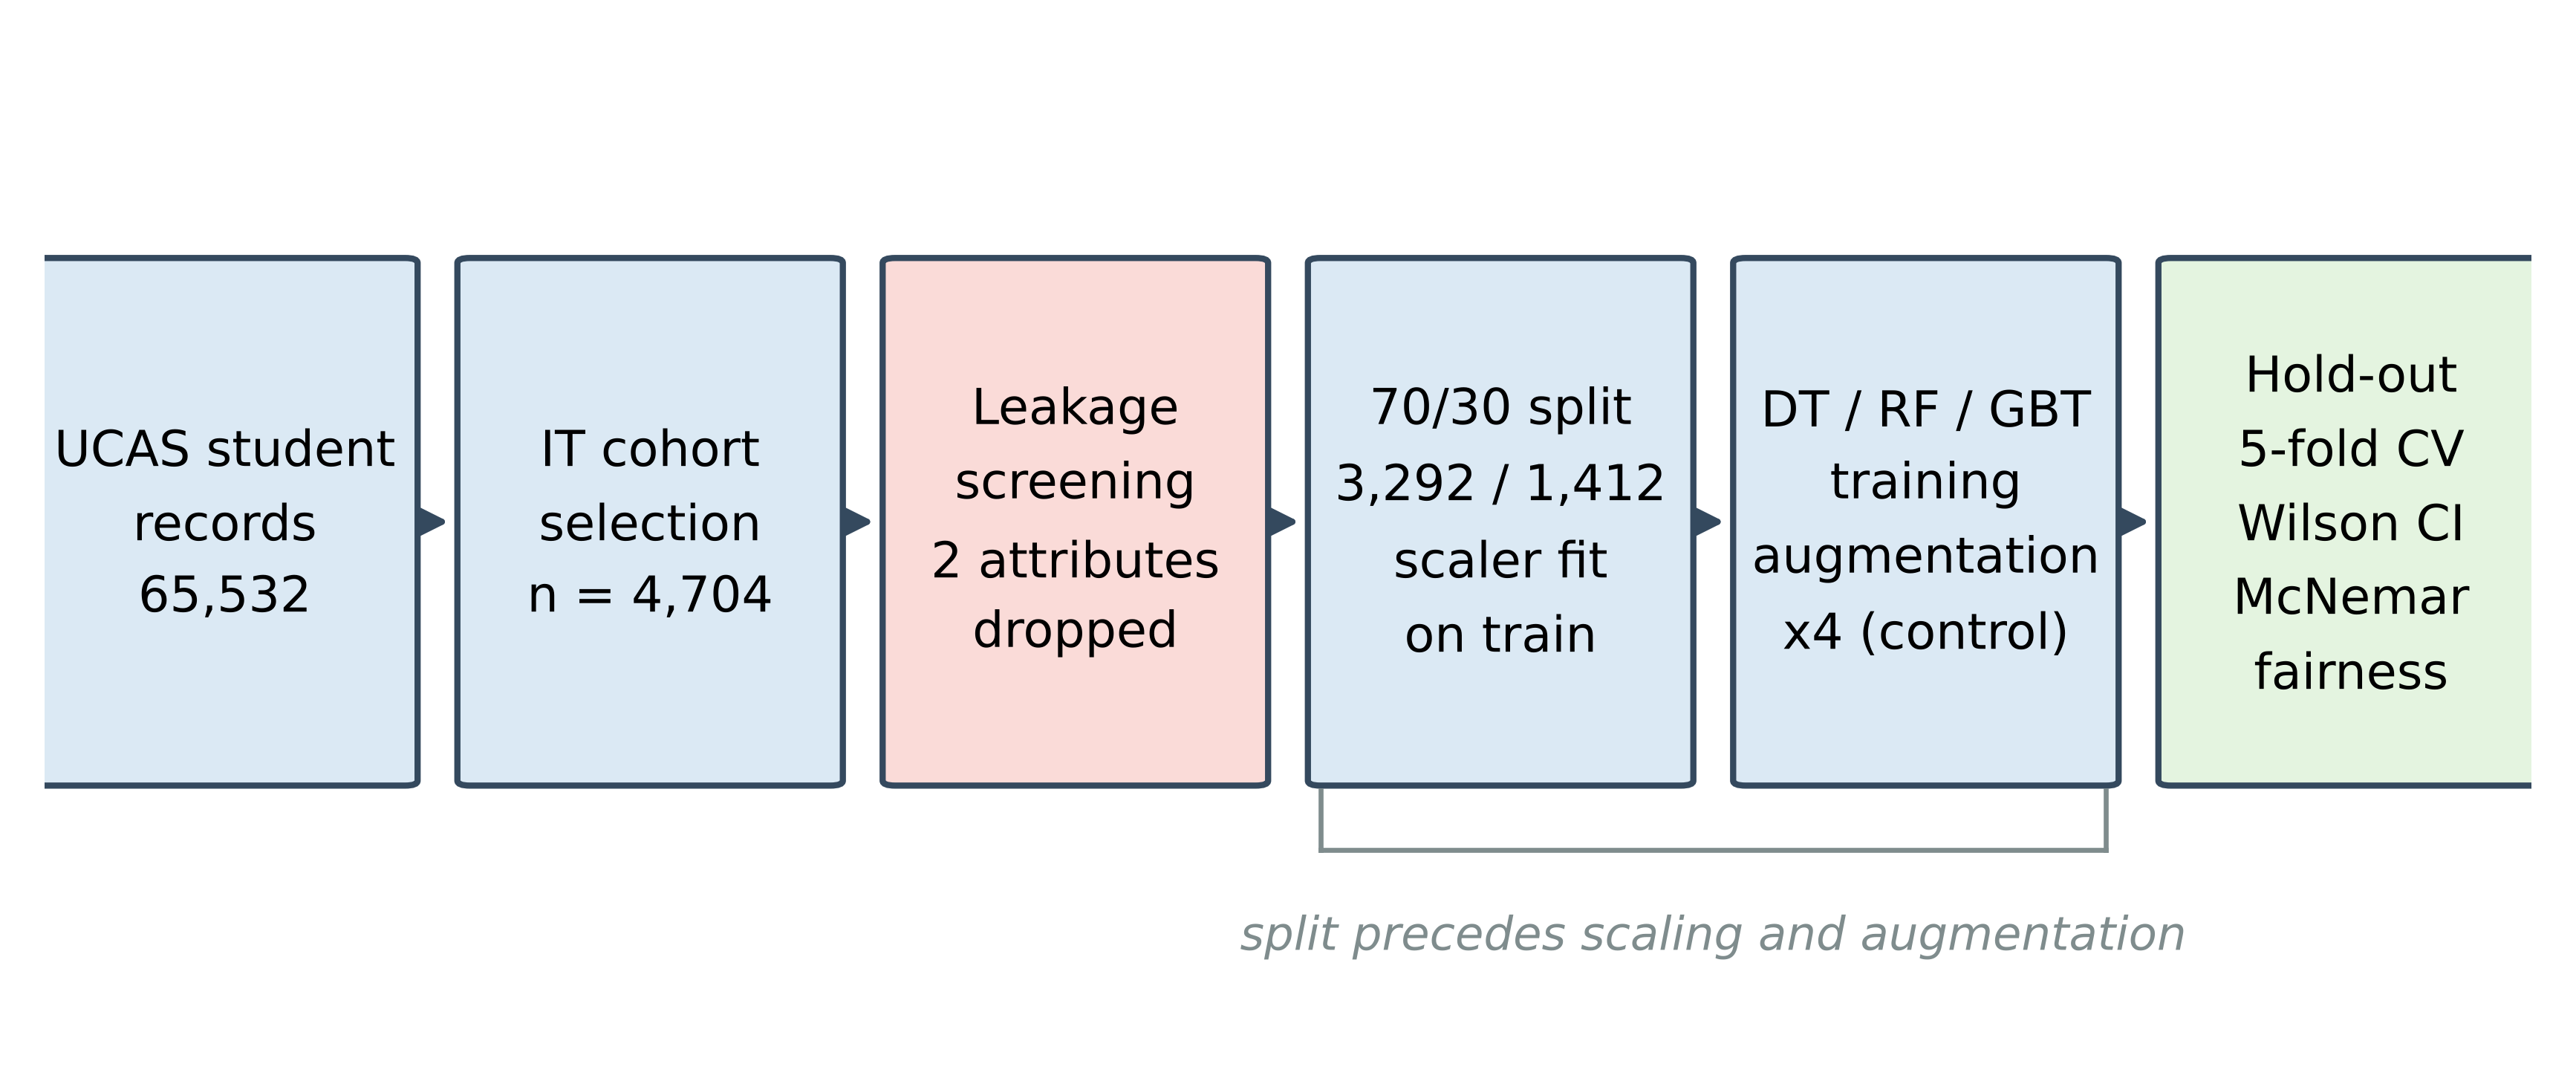 UCAS student
records
65,532
IT cohort
selection
n = 4,704
Leakage
screening
2 attributes
dropped
70/30 split
3,292 / 1,412
scaler fit
on train
DT / RF / GBT
training
augmentation
x4 (control)
Hold-out
5-fold CV
Wilson CI
McNemar
fairness
split precedes scaling and augmentation